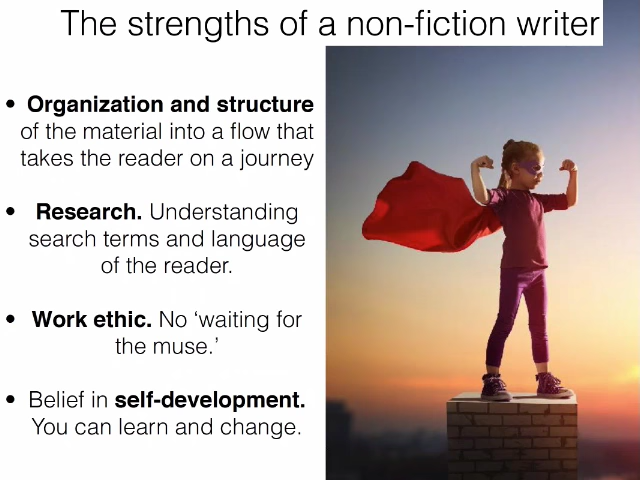 The strengths of a non-fiction writer
• Organization and structure
of the material into a flow that
takes the reader on a journey
• Research. Understanding
search terms and language
of the reader.
• Work ethic. No ‘waiting for
the muse.’
• Belief in self-development.
You can learn and change.